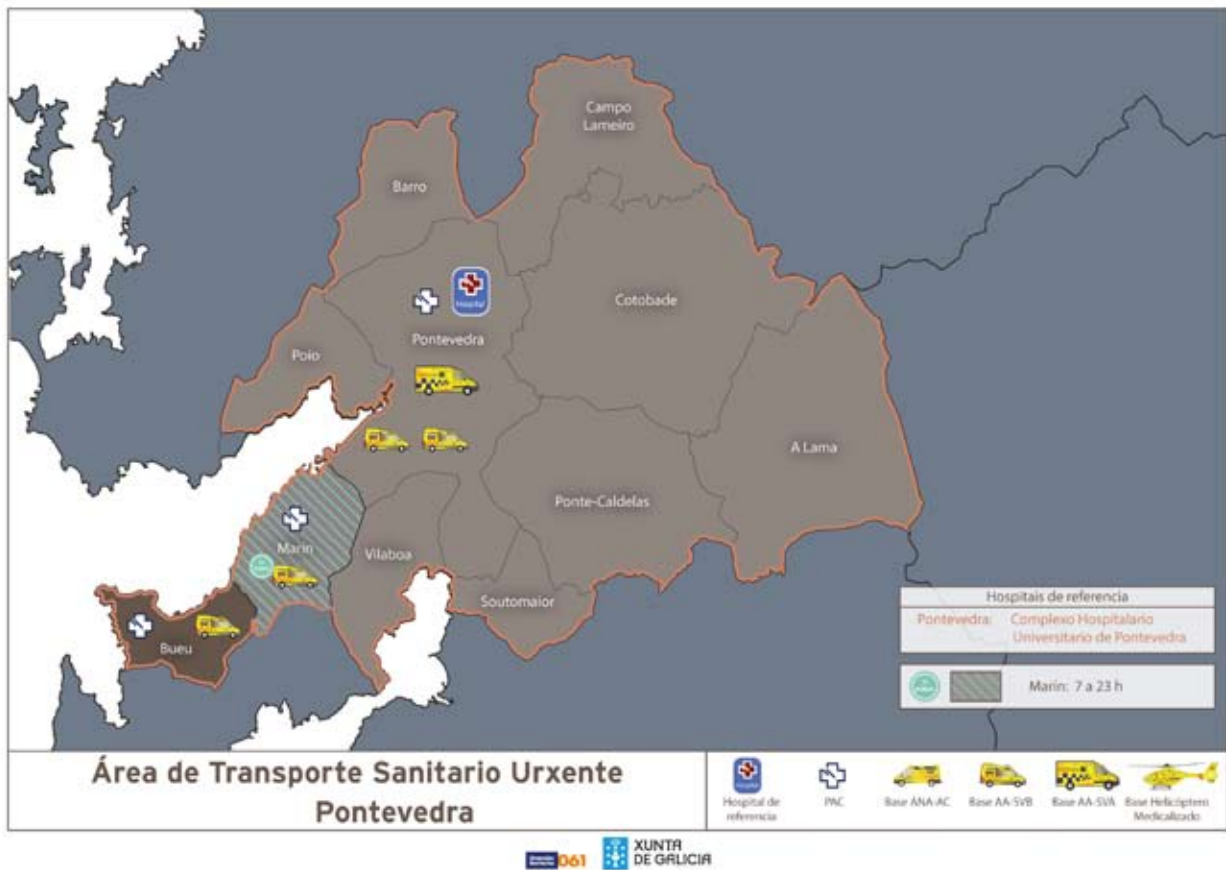 Campo
Lameiro
Barro
Cotobade
Hospital
Pontevedra
Poio
A Lama
Ponte-Caldelas
Marín
Vilaboa
Soutomaior
Bueu
Hospitais de referencia
Pontevedra: Complexo Hospitalario
Universitario de Pontevedra
Marín: 7 a 23 h
Área de Transporte Sanitario Urxente
Pontevedra
Hospital
Hospital de
referencia
PAC
Base ANA-AC
Base AA-SVB
Base AA-SVA
Base Helicóptero
Medicalizado
061
XUNTA
DE GALICIA